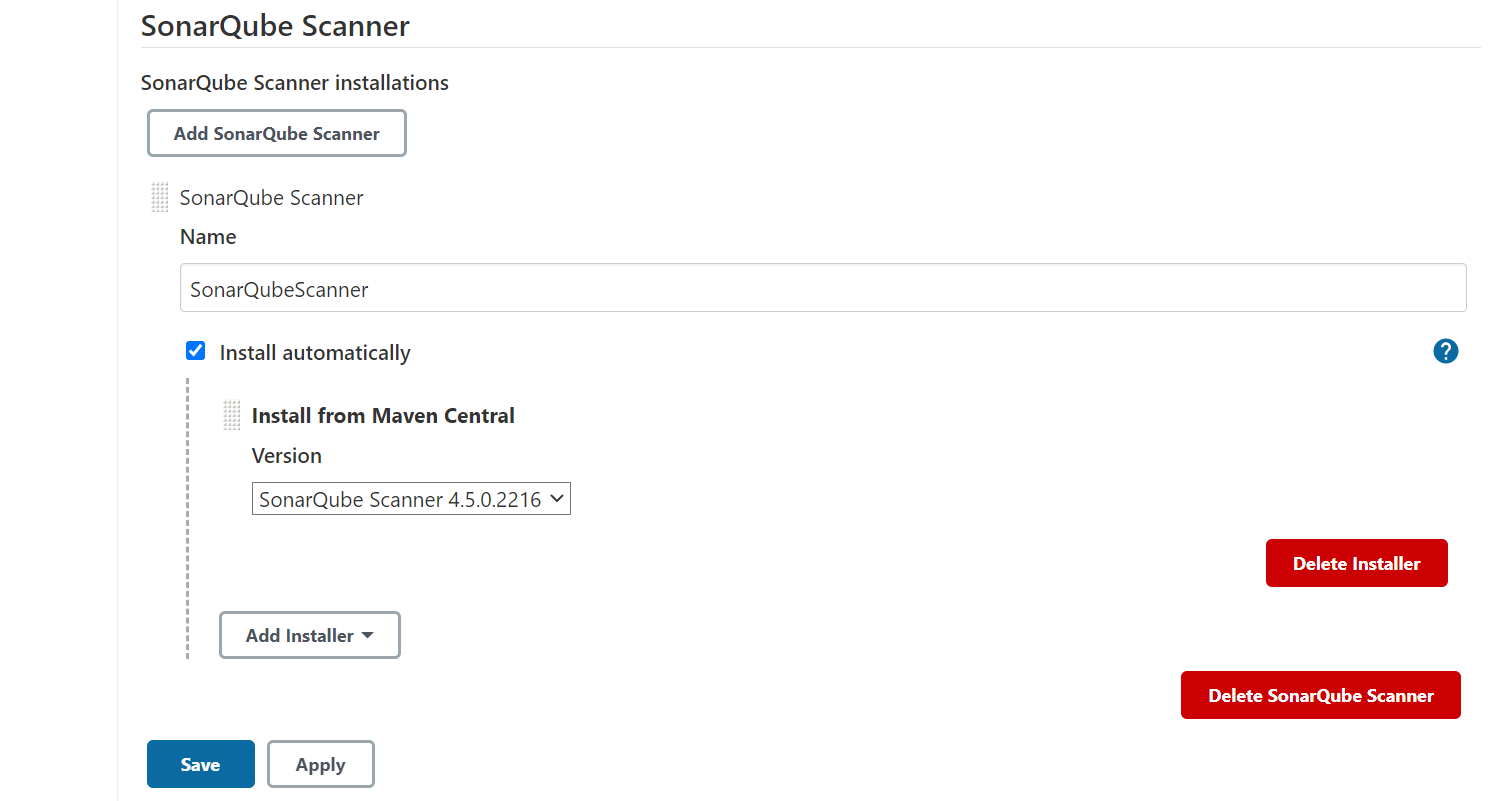 SonarQube Scanner
SonarQube Scanner installations
Add SonarQube Scanner
SonarQube Scanner
Name
SonarQubeScanner
Install automatically
?
Install from Maven Central
Version
SonarQube Scanner 4.5.0.2216
Delete Installer
Add Installer
Delete SonarQube Scanner
Save Apply